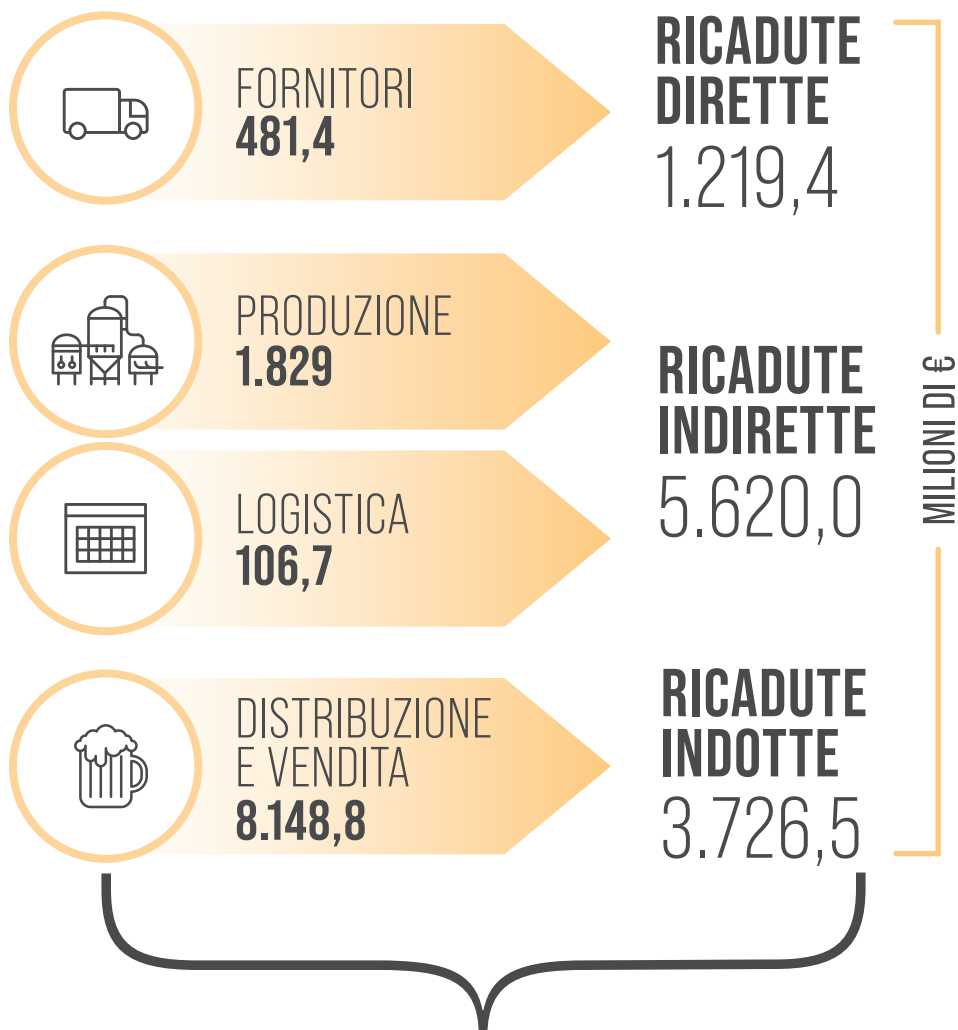 FORNITORI
481,4
PRODUZIONE
1.829
LOGISTICA
106,7
DISTRIBUZIONE
E VENDITA
8.148,8
RICADUTE
DIRETTE
1.219,4
RICADUTE
INDIRETTE
5.620,0
RICADUTE
INDOTTE
3.726,5
MILIONI DI €